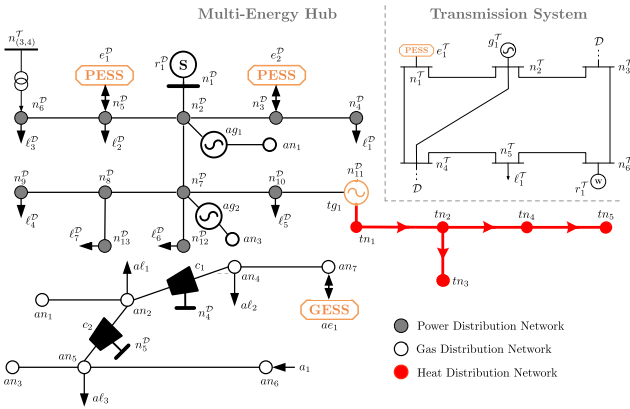 Multi-Energy Hub
Transmission System
n^𝒯_(3,4)
e^𝒟_1
PESS
r^𝒟_1
S
n^𝒟_1
e^𝒟_2
PESS
n^𝒟_6
n^𝒟_5
n^𝒟_2
n^𝒟_3
n^𝒟_4
ℓ^𝒟_3
ℓ^𝒟_2
ag_1
an_1
ℓ^𝒟_1
PESS
e^𝒯_1
g^𝒯_1
𝒟
n^𝒯_1
n^𝒯_2
n^𝒯_3
n^𝒯_4
n^𝒯_5
n^𝒯_6
𝒟
ℓ^𝒯_1
r^𝒯_1
W
n^𝒟_9
n^𝒟_8
n^𝒟_7
n^𝒟_10
n^𝒟_11
ℓ^𝒟_4
ag_2
ℓ^𝒟_5
tg_1
ℓ^𝒟_7
n^𝒟_13
ℓ^𝒟_6
n^𝒟_12
an_3
tn_1
tn_2
tn_4
tn_5
tn_3
aℓ_1
c_1
an_4
an_7
an_1
an_2
n^𝒟_4
aℓ_2
GESS
ae_1
c_2
n^𝒟_5
an_5
an_3
an_6
a_1
aℓ_3
Power Distribution Network
Gas Distribution Network
Heat Distribution Network